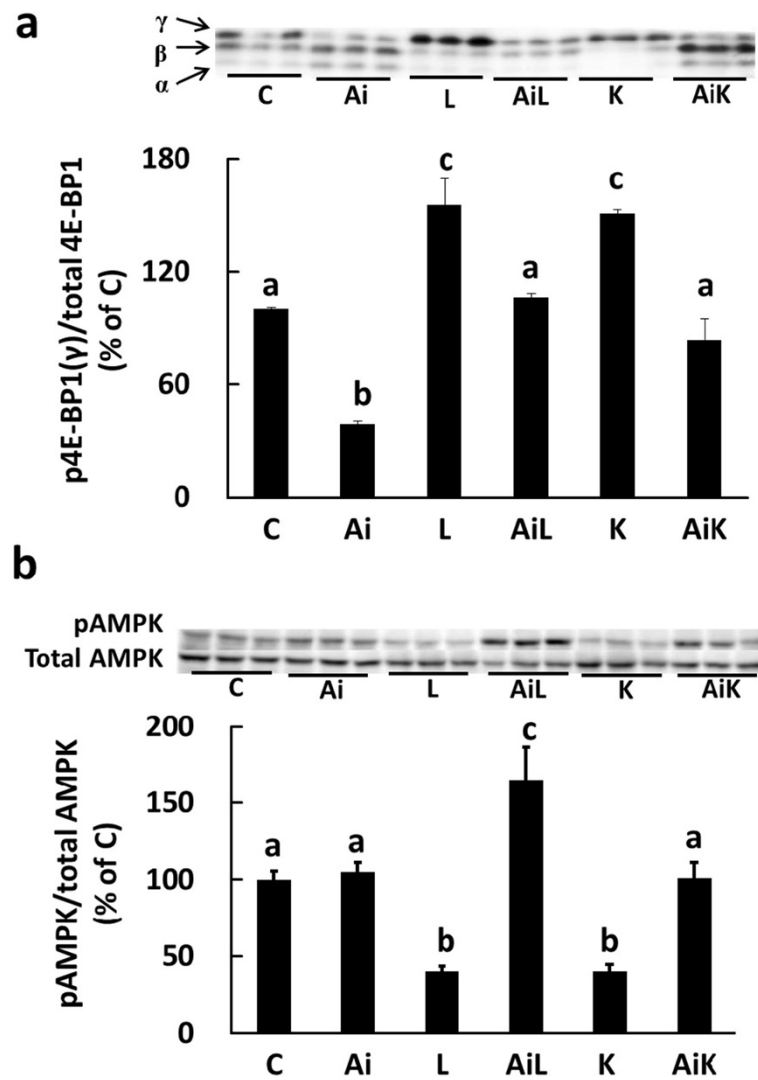 a
γ
β
α
C Ai L AiL K AiK
p4E-BP1(γ)/total 4E-BP1
(% of C)
180
120
60
0
a b c a c a
C Ai L AiL K AiK
b
pAMPK
Total AMPK
C Ai L AiL K AiK
pAMPK/total AMPK
(% of C)
200
150
100
50
0
a a b c b a
C Ai L AiL K AiK